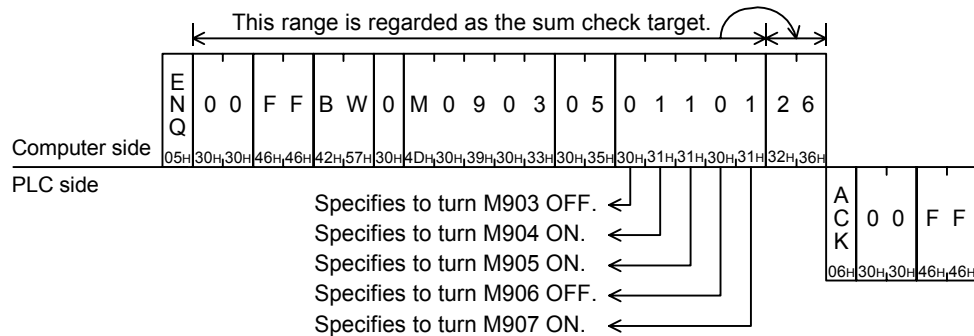 This range is regarded as the sum check target.
ENQ 0 0 F F B W 0 M 0 9 0 3 0 5 0 1 1 0 1 2 6
Computer side
05H 30H 30H 46H 46H 42H 57H 30H 4DH 30H 39H 30H 33H 30H 35H 30H 31H 31H 30H 31H 32H 36H
PLC side
Specifies to turn M903 OFF.
Specifies to turn M904 ON.
Specifies to turn M905 ON.
Specifies to turn M906 OFF.
Specifies to turn M907 ON.
ACK 0 0 F F
06H 30H 30H 46H 46H